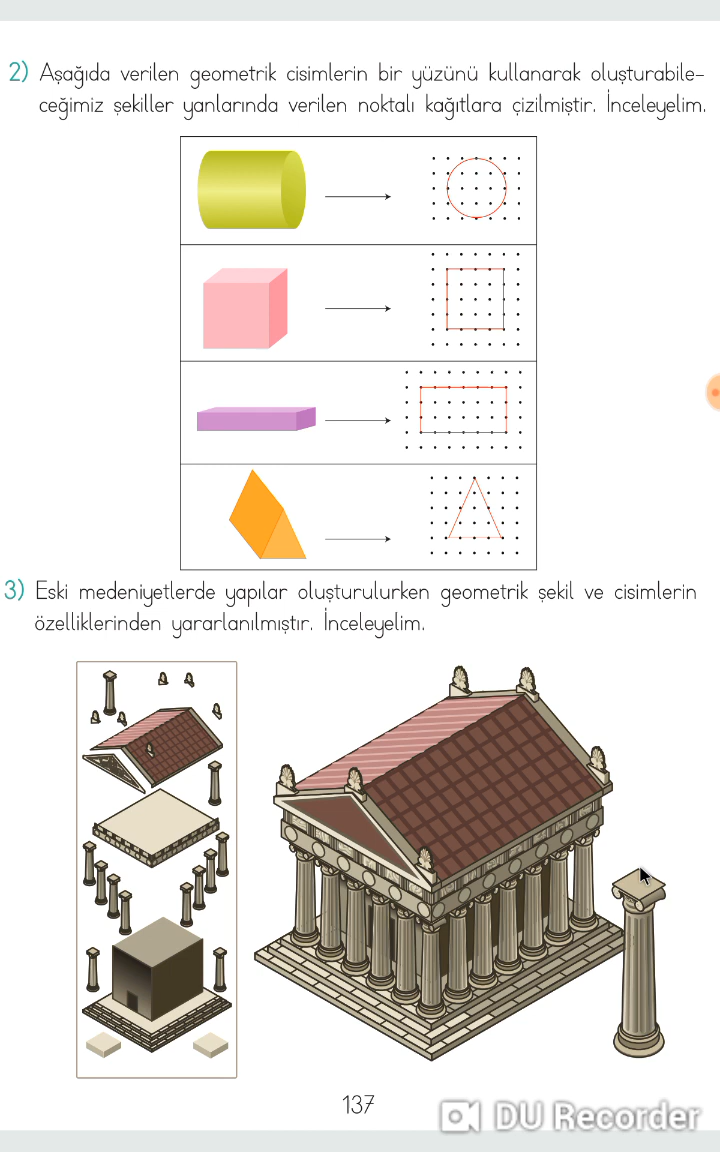 2) Aşağıda verilen geometrik cisimlerin bir yüzünü kullanarak oluşturabile-
ceğimiz şekiller yanlarında verilen noktalı kağıtlara çizilmiştir. İnceleyelim.
3) Eski medeniyetlerde yapılar oluşturulurken geometrik şekil ve cisimlerin
özelliklerinden yararlanılmıştır. İnceleyelim.
137
DU Recorder